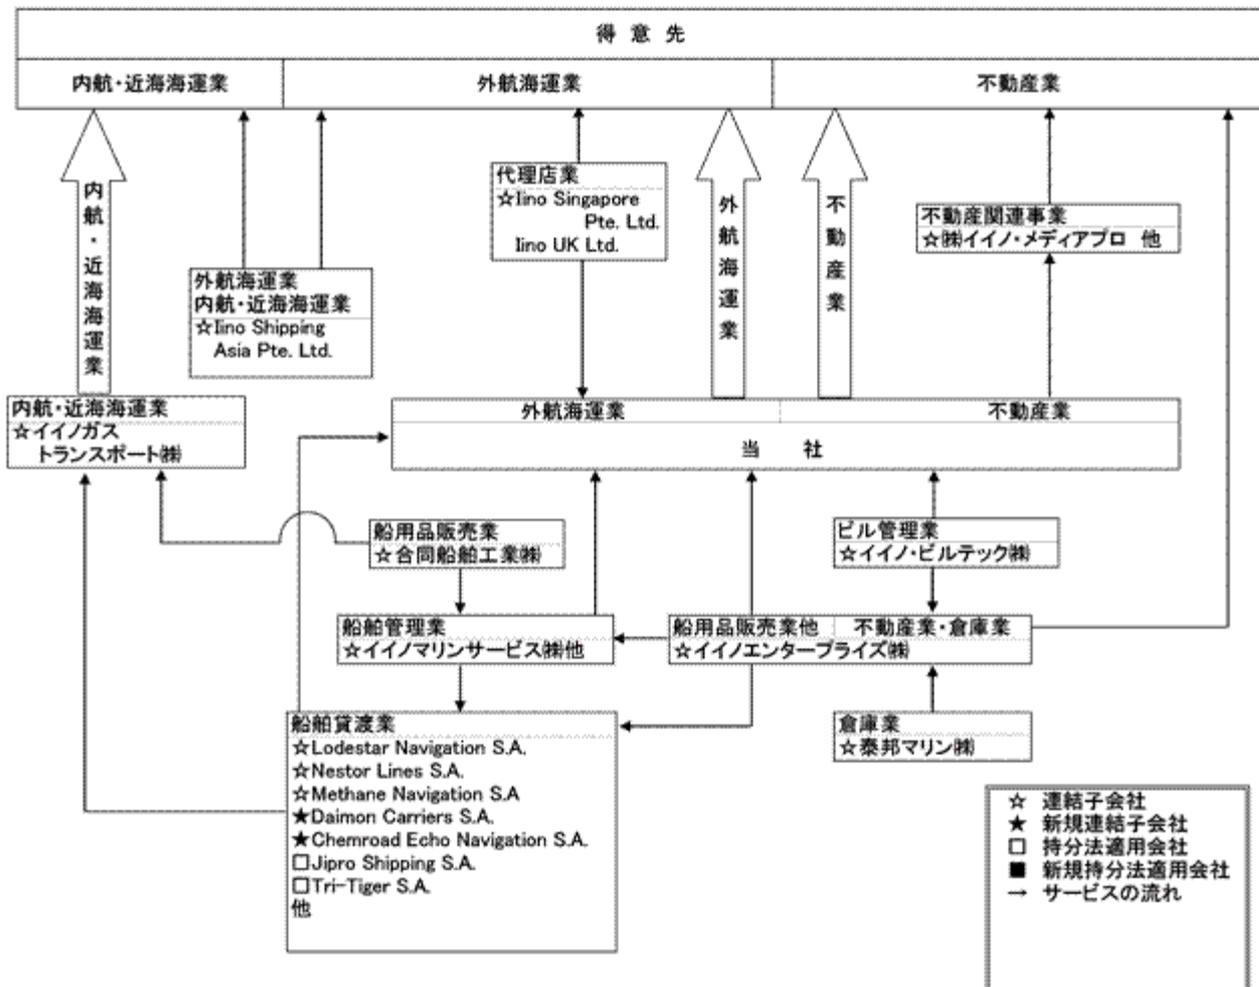 得 意 先
内航・近海海運業
外航海運業
不動産業
内航・近海海運業
外航海運業
内航・近海海運業
☆Iino Shipping
Asia Pte. Ltd.
代理店業
☆Iino Singapore
Pte. Ltd.
Iino UK Ltd.
外航海運業
不動産業
不動産関連事業
☆㈱イイノ・メディアプロ 他
内航・近海海運業
☆イイノガス
トランスポート㈱
外航海運業
不動産業
当 社
船用品販売業
☆合同船舶工業㈱
ビル管理業
☆イイノ・ビルテック㈱
船舶管理業
☆イイノマリンサービス㈱他
船用品販売業他
不動産業・倉庫業
☆イイノエンタープライズ㈱
船舶貸渡業
☆Lodestar Navigation S.A.
☆Nestor Lines S.A.
☆Methane Navigation S.A
★Daimon Carriers S.A.
★Chemroad Echo Navigation S.A.
□Jipro Shipping S.A.
□Tri-Tiger S.A.
他
倉庫業
☆泰邦マリン㈱
☆ 連結子会社
★ 新規連結子会社
□ 持分法適用会社
■ 新規持分法適用会社
→ サービスの流れ